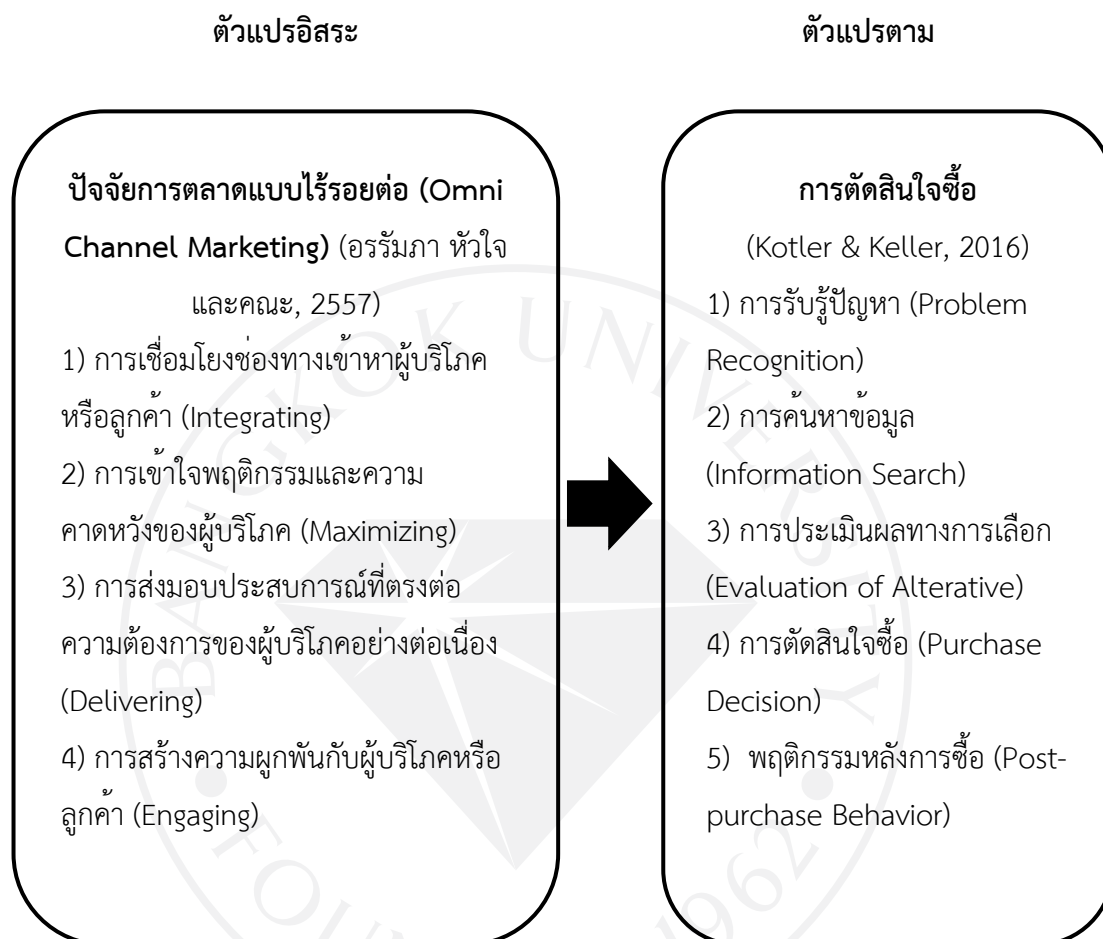 ตัวแปรอิสระ
ตัวแปรตาม
ปัจจัยการตลาดแบบไร้รอยต่อ (Omni
Channel Marketing) (อรรัมภา หัวใจ
และคณะ, 2557)
1) การเชื่อมโยงช่องทางเข้าหาผู้บริโภค
หรือลูกค้า (Integrating)
2) การเข้าใจพฤติกรรมและความ
คาดหวังของผู้บริโภค (Maximizing)
3) การส่งมอบประสบการณ์ที่ตรงต่อ
ความต้องการของผู้บริโภคอย่างต่อเนื่อง
(Delivering)
4) การสร้างความผูกพันกับผู้บริโภคหรือ
ลูกค้า (Engaging)
การตัดสินใจซื้อ
(Kotler & Keller, 2016)
1) การรับรู้ปัญหา (Problem
Recognition)
2) การค้นหาข้อมูล
(Information Search)
3) การประเมินผลทางการเลือก
(Evaluation of Alterative)
4) การตัดสินใจซื้อ (Purchase
Decision)
5) พฤติกรรมหลังการซื้อ (Post-
purchase Behavior)
BANGKOK UNIVERSITY
1962